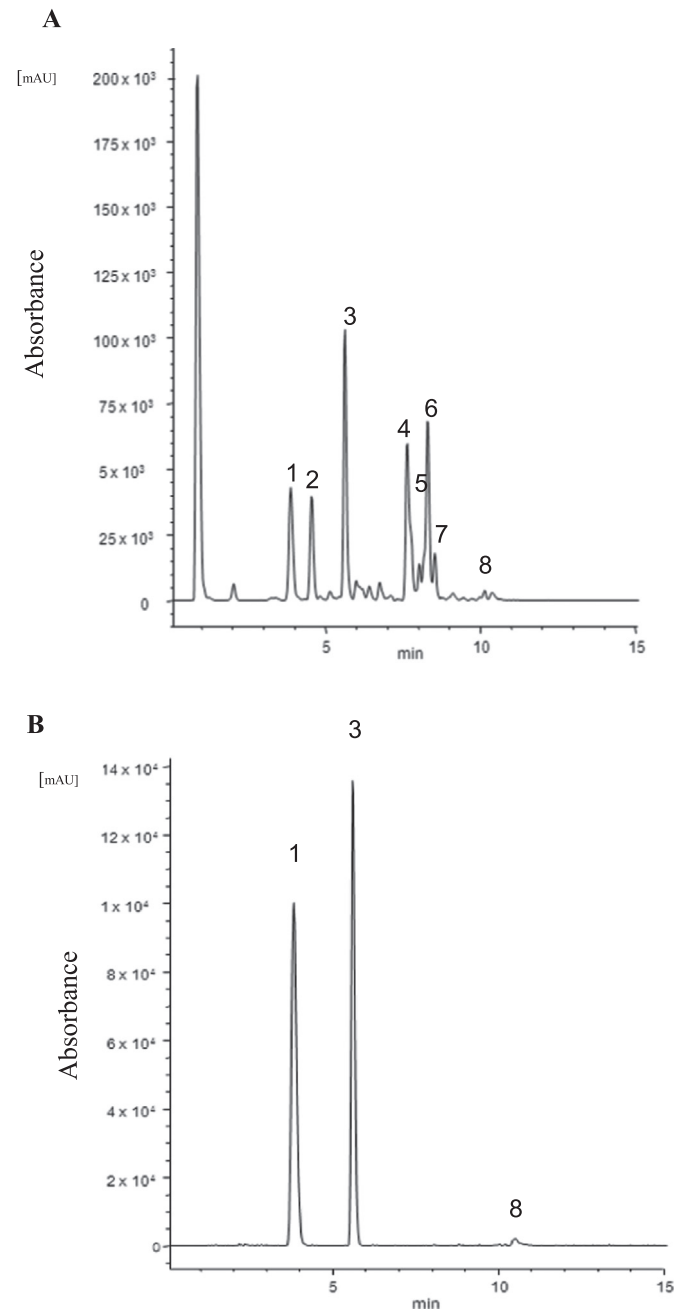 A
[mAU]
200 x 10³
175 x 10³
150 x 10³
125 x 10³
100 x 10³
75 x 10³
5 x 10³
25 x 10³
0
Absorbance
1
2
3
4
5
6
7
8
5
10
15
min
B
[mAU]
14 x 10⁴
12 x 10⁴
1 x 10⁴
8 x 10⁴
6 x 10⁴
4 x 10⁴
2 x 10⁴
0
Absorbance
1
3
8
5
10
15
min